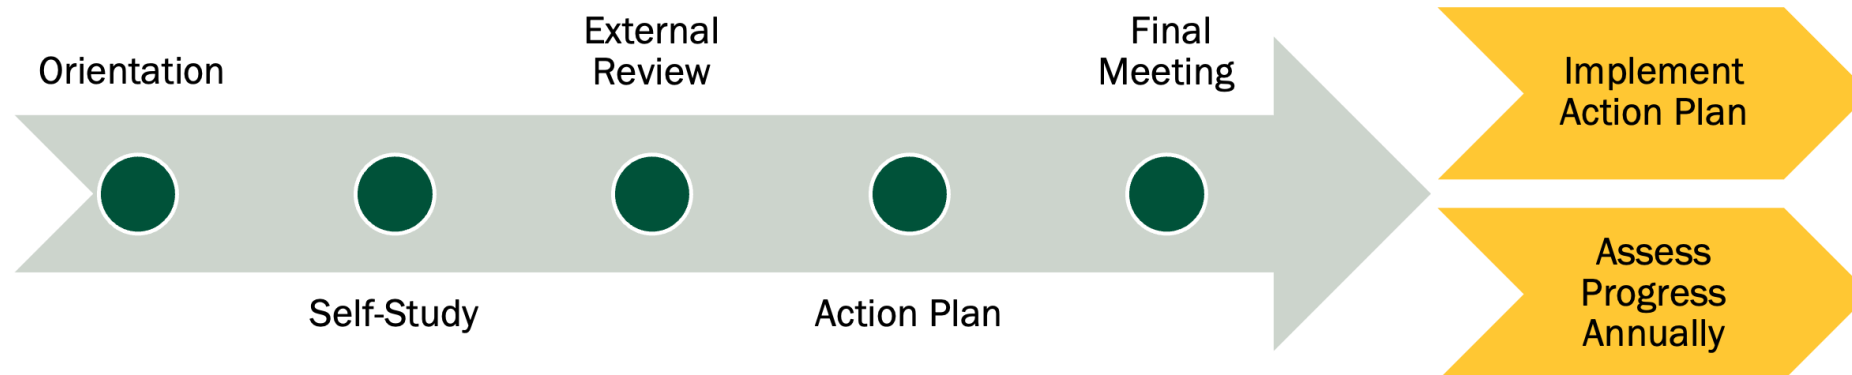 Orientation
Self-Study
External
Review
Action Plan
Final
Meeting
Implement
Action Plan
Assess
Progress
Annually